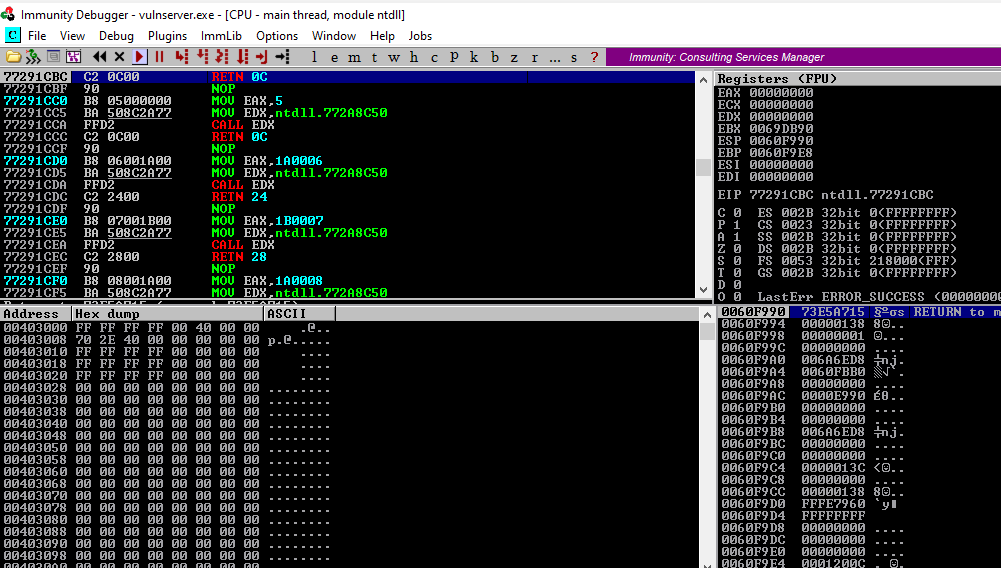 Immunity Debugger - vulnserver.exe - [CPU - main thread, module ntdll]
C File View Debug Plugins ImmLib Options Window Help Jobs
l e m t w h c P k b z r ... s ? Immunity: Consulting Services Manager
77291CBC C2 0C00 RETN 0C
77291CBF 90 NOP
77291CC0 B8 05000000 MOV EAX,5
77291CC5 BA 508C2A77 MOV EDX,ntdll.772A8C50
77291CCA FFD2 CALL EDX
77291CCC C2 0C00 RETN 0C
77291CCF 90 NOP
77291CD0 B8 06001A00 MOV EAX,1A0006
77291CD5 BA 508C2A77 MOV EDX,ntdll.772A8C50
77291CDA FFD2 CALL EDX
77291CDC C2 2400 RETN 24
77291CDF 90 NOP
77291CE0 B8 07001B00 MOV EAX,1B0007
77291CE5 BA 508C2A77 MOV EDX,ntdll.772A8C50
77291CEA FFD2 CALL EDX
77291CEC C2 2800 RETN 28
77291CEF 90 NOP
77291CF0 B8 08001A00 MOV EAX,1A0008
77291CF5 BA 508C2A77 MOV EDX,ntdll.772A8C50
Registers (FPU)
EAX 00000000
ECX 00000000
EDX 00000000
EBX 0069DB90
ESP 0060F990
EBP 0060F9E8
ESI 00000000
EDI 00000000
EIP 77291CBC ntdll.77291CBC
C 0 ES 002B 32bit 0(FFFFFFFF)
P 1 CS 0023 32bit 0(FFFFFFFF)
A 1 SS 002B 32bit 0(FFFFFFFF)
Z 0 DS 002B 32bit 0(FFFFFFFF)
S 0 FS 0053 32bit 218000(FFF)
T 0 GS 002B 32bit 0(FFFFFFFF)
D 0
O 0 LastErr ERROR_SUCCESS (00000000
Address Hex dump ASCII
00403000 FF FF FF FF 00 40 00 00 .@..
00403008 70 2E 40 00 00 00 00 00 p.@.....
00403010 FF FF FF FF 00 00 00 00 ....
00403018 FF FF FF FF 00 00 00 00 ....
00403020 FF FF FF FF 00 00 00 00 ....
00403028 00 00 00 00 00 00 00 00 ........
00403030 00 00 00 00 00 00 00 00 ........
00403038 00 00 00 00 00 00 00 00 ........
00403040 00 00 00 00 00 00 00 00 ........
00403048 00 00 00 00 00 00 00 00 ........
00403050 00 00 00 00 00 00 00 00 ........
00403058 00 00 00 00 00 00 00 00 ........
00403060 00 00 00 00 00 00 00 00 ........
00403068 00 00 00 00 00 00 00 00 ........
00403070 00 00 00 00 00 00 00 00 ........
00403078 00 00 00 00 00 00 00 00 ........
00403080 00 00 00 00 00 00 00 00 ........
00403088 00 00 00 00 00 00 00 00 ........
00403090 00 00 00 00 00 00 00 00 ........
00403098 00 00 00 00 00 00 00 00 ........
0060F990 73E5A715 §ºσs RETURN to m
0060F994 00000138 8☺..
0060F998 00000001 ☺...
0060F99C 00000000 ....
0060F9A0 006A6ED8 ╪nj.
0060F9A4 0060FBB0 ░√`.
0060F9A8 00000000 ....
0060F9AC 0000E990 ÉΘ..
0060F9B0 00000000 ....
0060F9B4 00000000 ....
0060F9B8 006A6ED8 ╪nj.
0060F9BC 00000000 ....
0060F9C0 00000000 ....
0060F9C4 0000013C <☺..
0060F9C8 00000000 ....
0060F9CC 00000138 8☺..
0060F9D0 FFFE7960 `y■
0060F9D4 FFFFFFFF
0060F9D8 00000000 ....
0060F9DC 00000000 ....
0060F9E0 00000000 ....
0060F9E4 0001200C